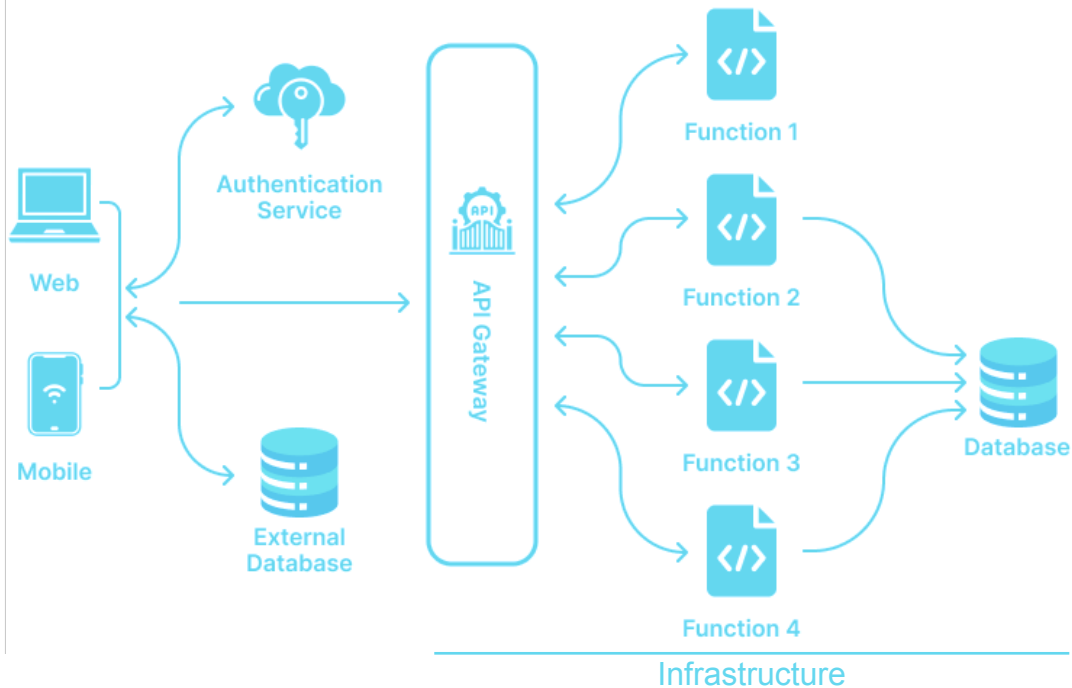 Web
Mobile
Authentication
Service
External
Database
API
API Gateway
Function 1
Function 2
Function 3
Function 4
Database
Infrastructure